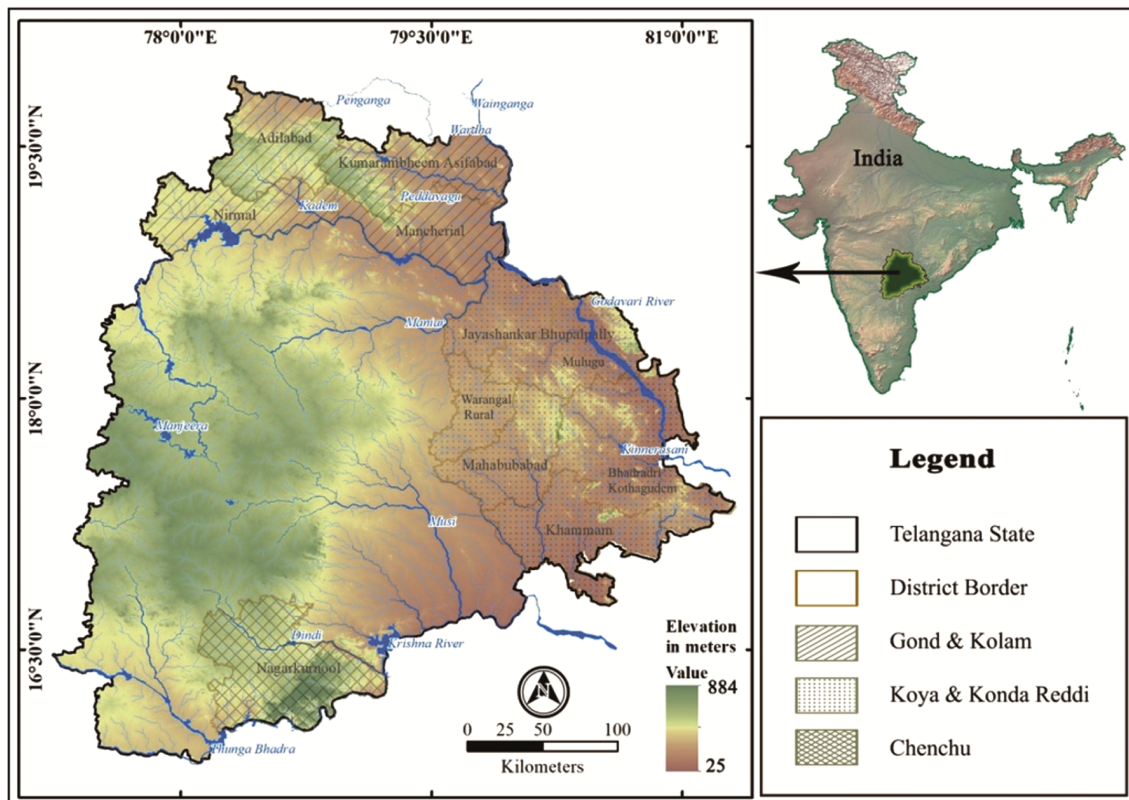 78°0'0"E
79°30'0"E
81°0'0"E
19°30'0"N
18°0'0"N
16°30'0"N
Penganga
Wainganga
Wardha
Adilabad
Kumarambheem Asifabad
Peddavagu
Kadem
Nirmal
Mancherial
Godavari River
Maniar
Jayashankar Bhupalpally
Mulugu
Warangal
Rural
Manjeera
Kinnerasani
Mahabubabad
Bhadradri
Kothagudem
Musi
Khammam
Dindi
Krishna River
Nagarkurnool
Thunga Bhadra
N
0 25 50 100
Kilometers
Elevation
in meters
Value
884
25
India
Legend
Telangana State
District Border
Gond & Kolam
Koya & Konda Reddi
Chenchu